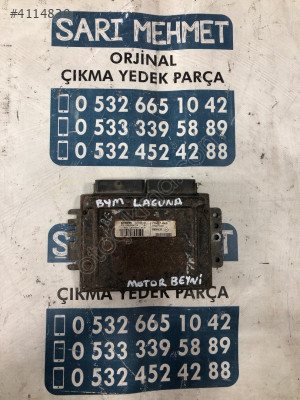 #4114830
SARI MEHMET
ORJİNAL
ÇIKMA YEDEK PARÇA
0 532 665 10 42
0 533 339 58 89
0 532 452 42 88
BYM LAGUNA
MOTOR BEYNİ
ÇIKMA YEDEK PARÇA
0 532 665 10 42
0 533 339 58 89
0 532 452 42 88